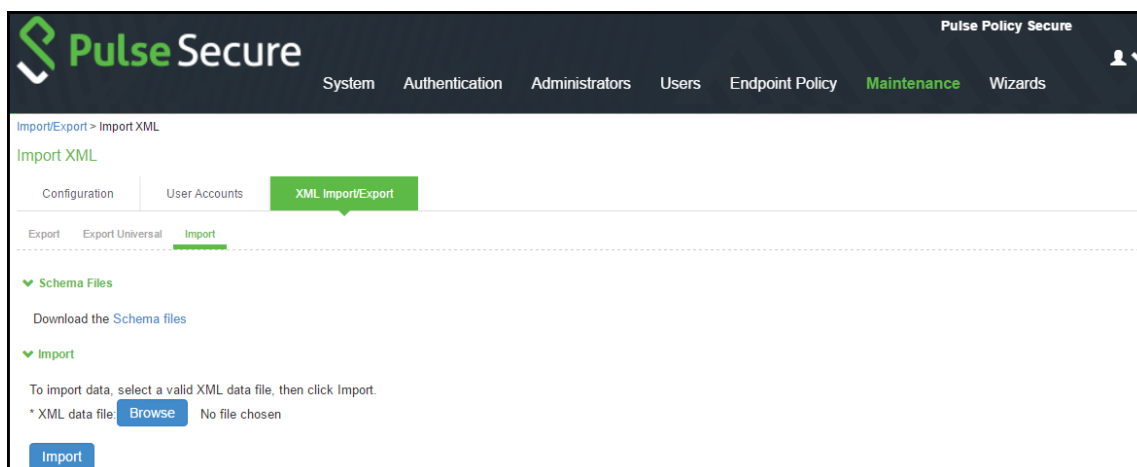 Pulse Policy Secure
Pulse Secure
System Authentication Administrators Users Endpoint Policy Maintenance Wizards
Import/Export > Import XML
Import XML
Configuration User Accounts XML Import/Export
Export Export Universal Import
Schema Files
Download the Schema files
Import
To import data, select a valid XML data file, then click Import.
* XML data file: Browse No file chosen
Import